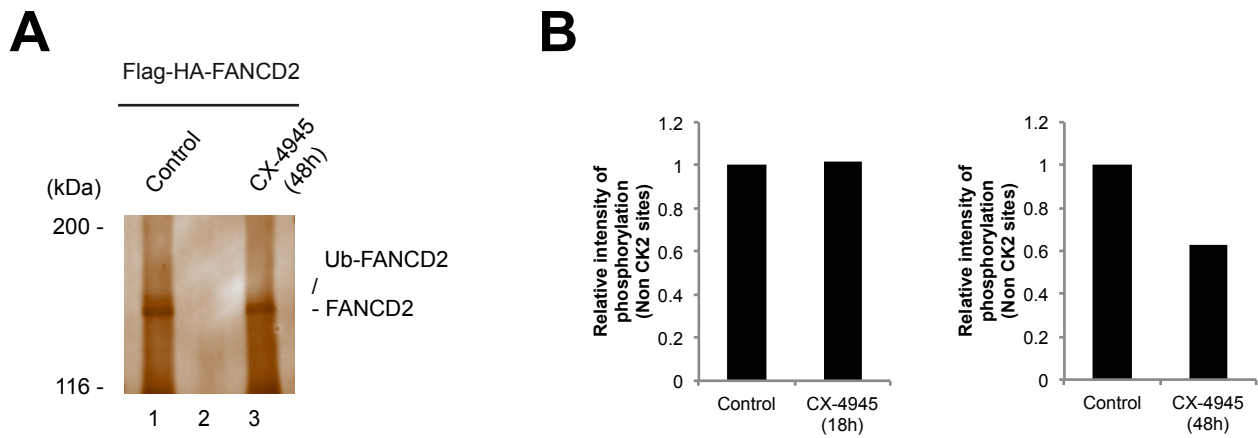 A
Flag-HA-FANCD2
Control
CX-4945
(48h)
(kDa)
200 -
116 -
Ub-FANCD2
/
- FANCD2
1 2 3
B
Relative intensity of
phosphorylation
(Non CK2 sites)
1.2
1
0.8
0.6
0.4
0.2
0
Control
CX-4945
(18h)
Relative intensity of
phosphorylation
(Non CK2 sites)
1.2
1
0.8
0.6
0.4
0.2
0
Control
CX-4945
(48h)